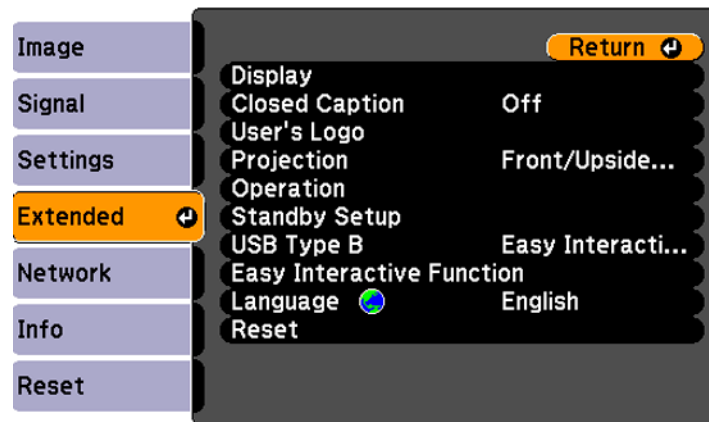 Image
Signal
Settings
Extended
Network
Info
Reset
Return
Display
Closed Caption Off
User's Logo
Projection Front/Upside...
Operation
Standby Setup
USB Type B Easy Interacti...
Easy Interactive Function
Language English
Reset